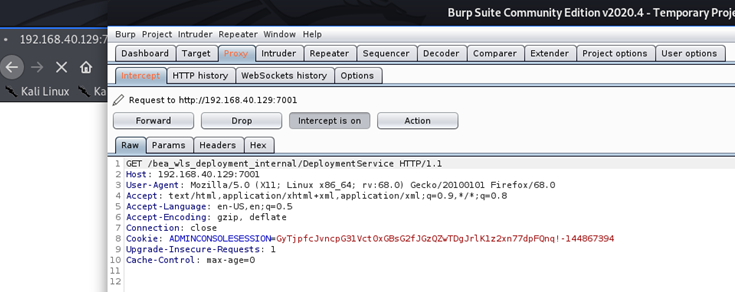 Burp Suite Community Edition v2020.4 - Temporary Proje
192.168.40.129:7
Kali Linux
Ka
Burp Project Intruder Repeater Window Help
Dashboard Target Proxy Intruder Repeater Sequencer Decoder Comparer Extender Project options User options
Intercept HTTP history WebSockets history Options
Request to http://192.168.40.129:7001
Forward Drop Intercept is on Action
Raw Params Headers Hex
1 GET /bea_wls_deployment_internal/DeploymentService HTTP/1.1
2 Host: 192.168.40.129:7001
3 User-Agent: Mozilla/5.0 (X11; Linux x86_64; rv:68.0) Gecko/20100101 Firefox/68.0
4 Accept: text/html,application/xhtml+xml,application/xml;q=0.9,*/*;q=0.8
5 Accept-Language: en-US,en;q=0.5
6 Accept-Encoding: gzip, deflate
7 Connection: close
8 Cookie: ADMINCONSOLESESSION=GyTjpfcJvncpG31VctOxGBsG2fJGzQZwTDgJrlK1z2xn77dpFQnq!-144867394
9 Upgrade-Insecure-Requests: 1
10 Cache-Control: max-age=0
11
12